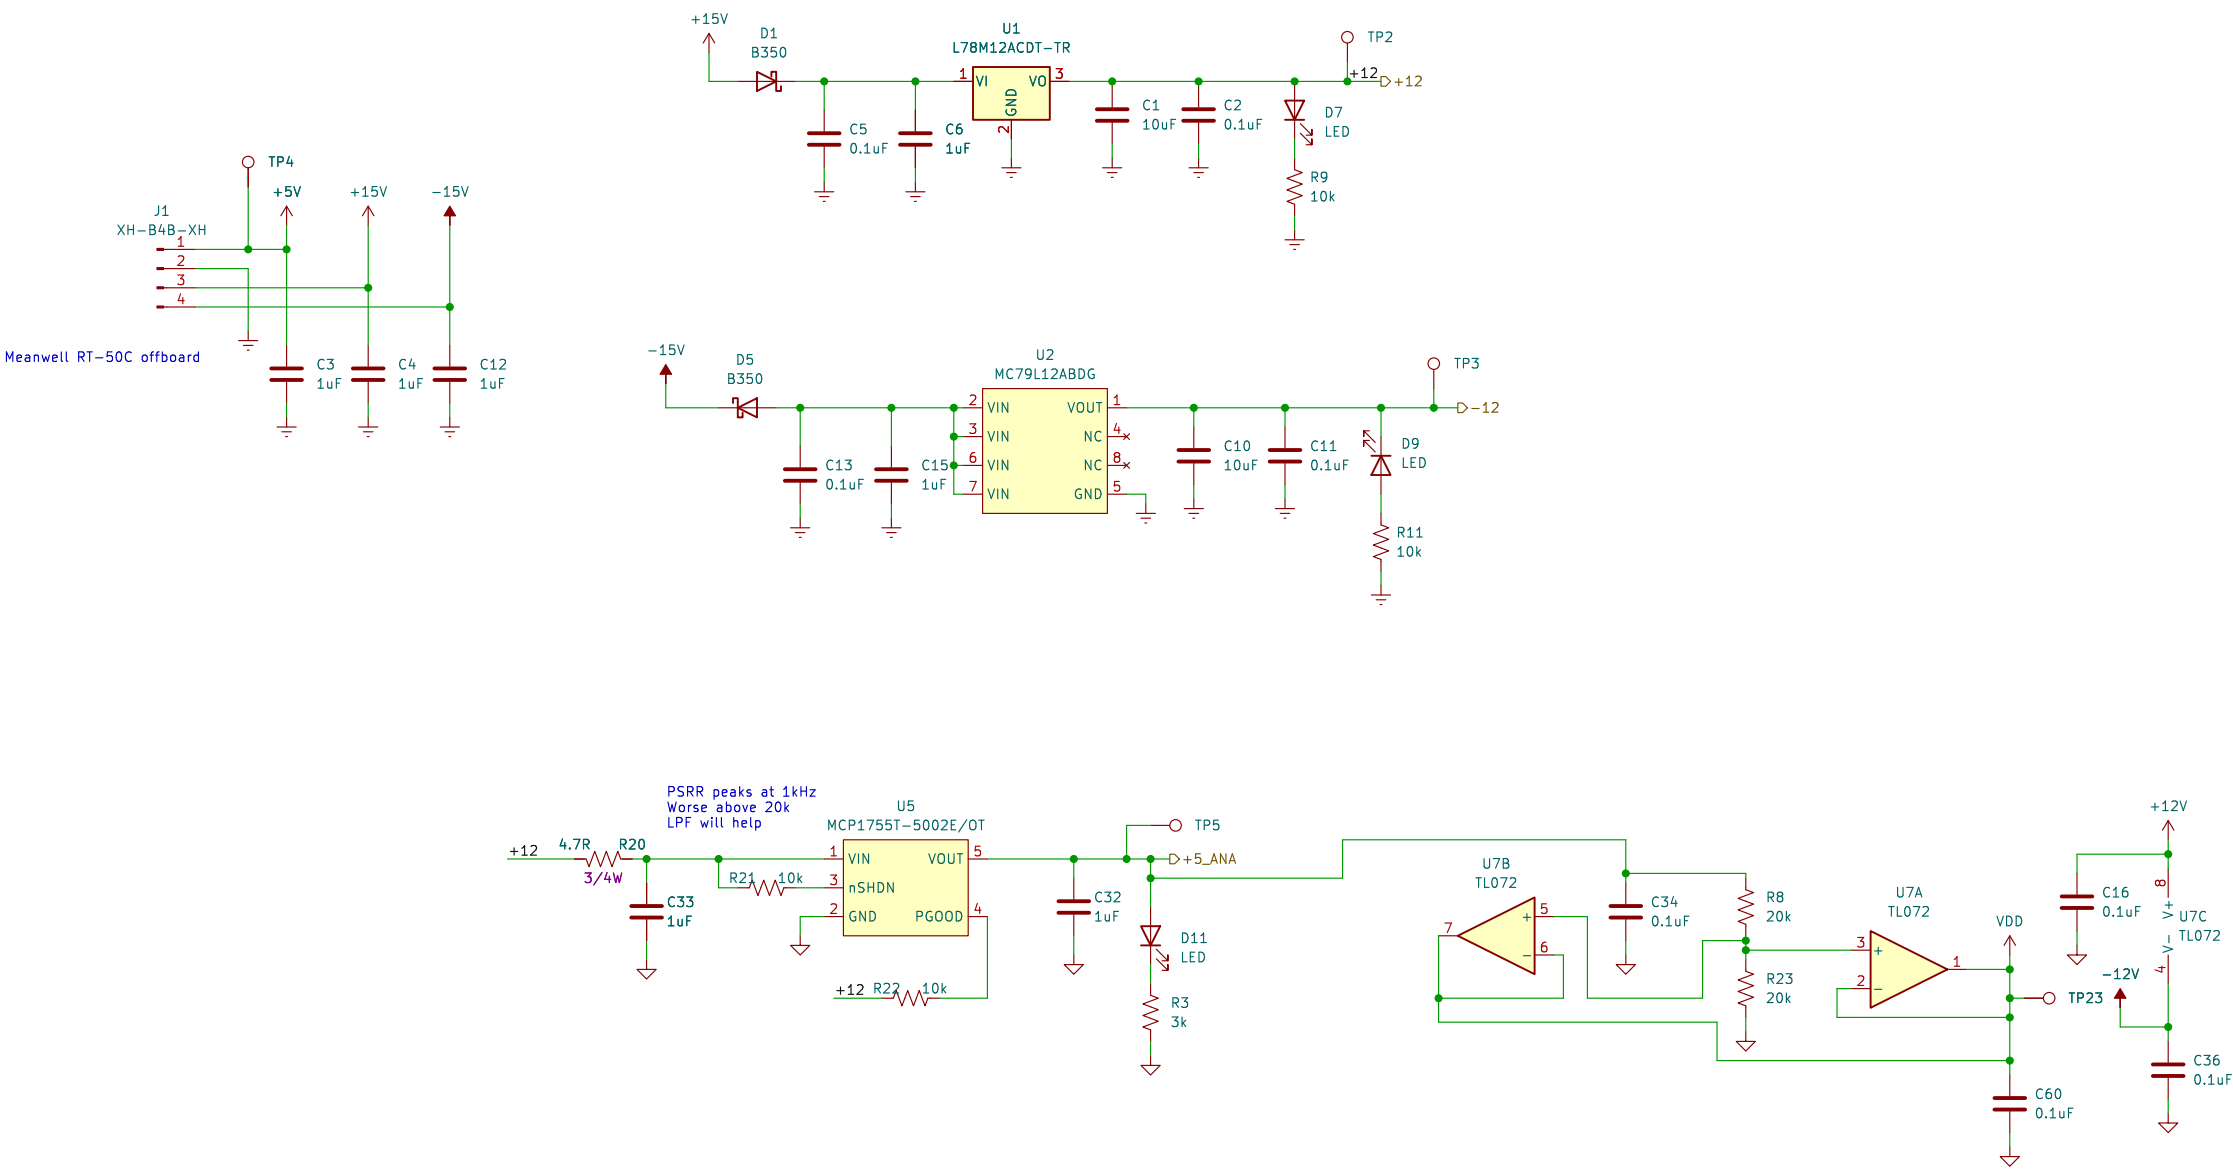 +15V
D1
B350
U1
L78M12ACDT-TR
1
VI
VO
3
GND
2
TP2
+12
+12
C5
0.1uF
C6
1uF
C1
10uF
C2
0.1uF
D7
LED
R9
10k
TP4
+5V
+15V
-15V
J1
XH-B4B-XH
1
2
3
4
Meanwell RT-50C offboard
C3
1uF
C4
1uF
C12
1uF
-15V
D5
B350
U2
MC79L12ABDG
2
VIN
VOUT
1
3
VIN
NC
4
6
VIN
NC
8
7
VIN
GND
5
TP3
-12
C13
0.1uF
C15
1uF
C10
10uF
C11
0.1uF
D9
LED
R11
10k
PSRR peaks at 1kHz
Worse above 20k
LPF will help
+12
4.7R
R20
3/4W
C33
1uF
R21
10k
U5
MCP1755T-5002E/OT
1
VIN
VOUT
5
3
nSHDN
2
GND
PGOOD
4
+12
R22
10k
TP5
+5_ANA
C32
1uF
D11
LED
R3
3k
U7B
TL072
7
+
5
-
6
C34
0.1uF
R8
20k
R23
20k
U7A
TL072
3
+
2
-
1
VDD
TP23
C60
0.1uF
+12V
C16
0.1uF
8
V+
U7C
TL072
V-
4
-12V
C36
0.1uF